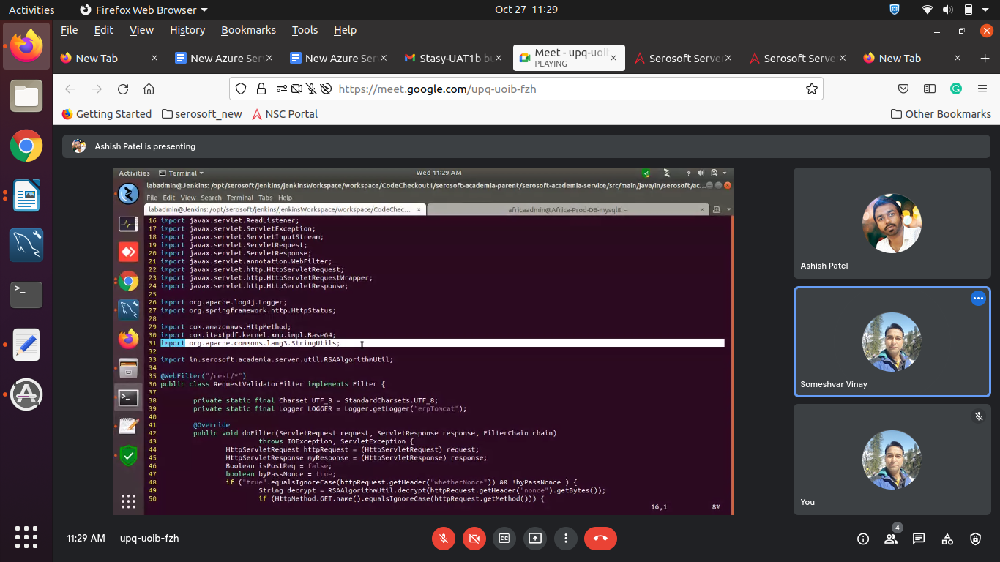 Activities Firefox Web Browser Oct 27 11:29
File Edit View History Bookmarks Tools Help
New Tab New Azure Ser New Azure Ser Stasy-UAT1b b Meet - upq-uoib Serosoft Serve Serosoft Serve New Tab
PLAYING
https://meet.google.com/upq-uoib-fzh
Getting Started serosoft_new NSC Portal Other Bookmarks
Ashish Patel is presenting
Activities Terminal Wed 11:29 AM
labadmin@Jenkins: /opt/serosoft/jenkins/jenkinsWorkspace/workspace/CodeCheckout1/serosoft-academia-parent/serosoft-academia-service/src/main/java/in/serosoft/ac...
File Edit View Search Terminal Tabs Help
labadmin@Jenkins: /opt/serosoft/jenkins/jenkinsWorkspace/workspace/CodeChec... africaadmin@Africa-Prod-DB-mysql8: ~
16 import javax.servlet.ReadListener;
17 import javax.servlet.ServletException;
18 import javax.servlet.ServletInputStream;
19 import javax.servlet.ServletRequest;
20 import javax.servlet.ServletResponse;
21 import javax.servlet.annotation.WebFilter;
22 import javax.servlet.http.HttpServletRequest;
23 import javax.servlet.http.HttpServletRequestWrapper;
24 import javax.servlet.http.HttpServletResponse;
25
26 import org.apache.log4j.Logger;
27 import org.springframework.http.HttpStatus;
28
29 import com.amazonaws.HttpMethod;
30 import com.itextpdf.kernel.xmp.impl.Base64;
31 import org.apache.commons.lang3.StringUtils;
32
33 import in.serosoft.academia.server.util.RSAAlgorithmUtil;
34
35 @WebFilter("/rest/*")
36 public class RequestValidatorFilter implements Filter {
37
38 private static final Charset UTF_8 = StandardCharsets.UTF_8;
39 private static final Logger LOGGER = Logger.getLogger("erpTomcat");
40
41 @Override
42 public void doFilter(ServletRequest request, ServletResponse response, FilterChain chain)
43 throws IOException, ServletException {
44 HttpServletRequest httpRequest = (HttpServletRequest) request;
45 HttpServletResponse myResponse = (HttpServletResponse) response;
46 Boolean isPostReq = false;
47 boolean byPassNonce = true;
48 if ("true".equalsIgnoreCase(httpRequest.getHeader("whetherNonce")) && !byPassNonce ) {
49 String decrypt = RSAAlgorithmUtil.decrypt(httpRequest.getHeader("nonce").getBytes());
50 if (HttpMethod.GET.name().equalsIgnoreCase(httpRequest.getMethod())) {
16,1 8%
Ashish Patel
Someshvar Vinay
You
11:29 AM upq-uoib-fzh 4